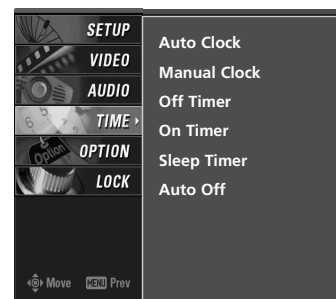 SETUP
VIDEO
AUDIO
TIME
OPTION
LOCK
Auto Clock
Manual Clock
Off Timer
On Timer
Sleep Timer
Auto Off
Move MENU Prev